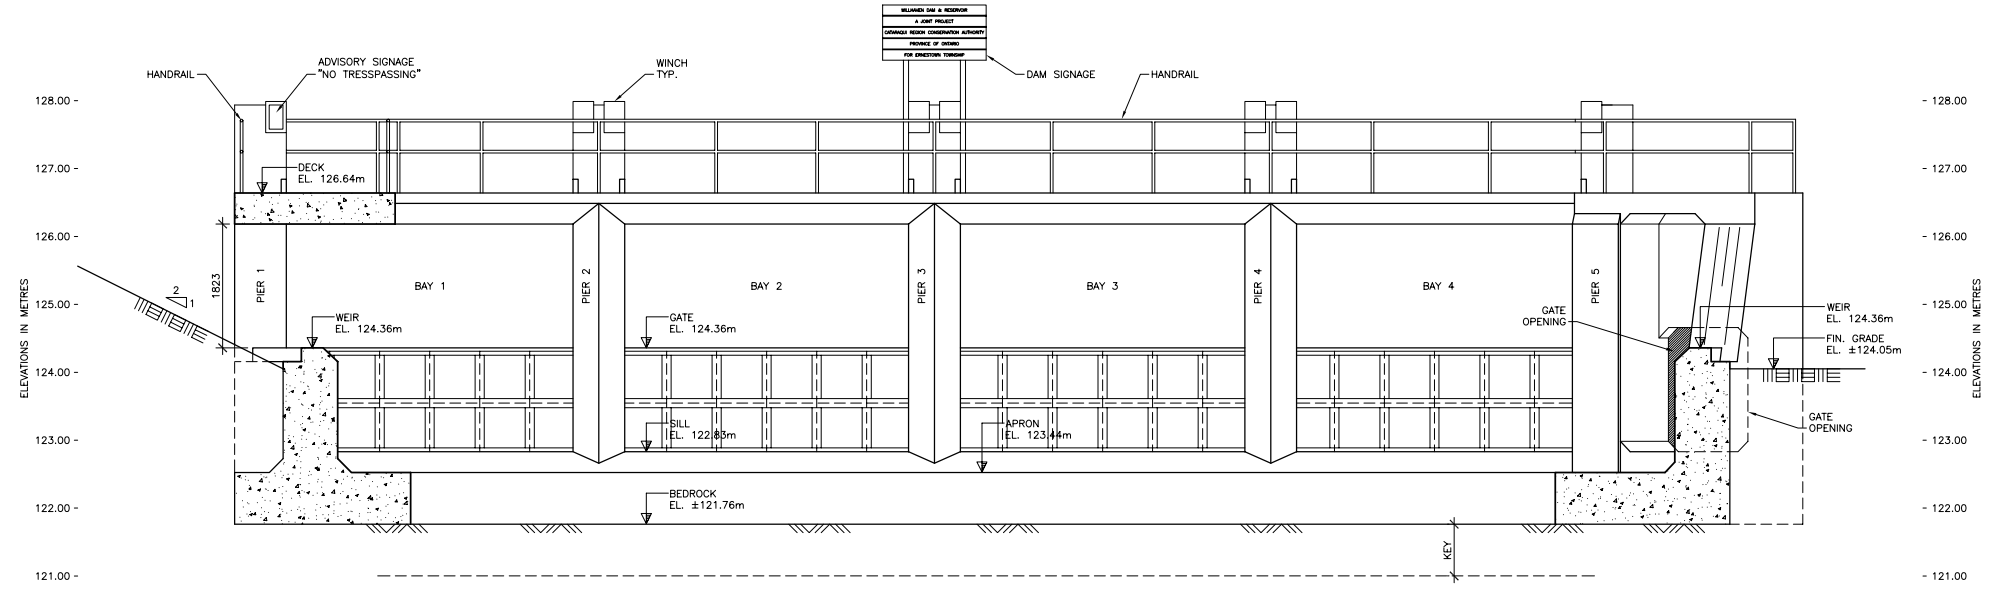 WILLHAVEN DAM & RESERVOIR
A JOINT PROJECT
CATARAQUI REGION CONSERVATION AUTHORITY
PROVINCE OF ONTARIO
FOR ERNESTOWN TOWNSHIP
ADVISORY SIGNAGE
"NO TRESSPASSING"
HANDRAIL
WINCH
TYP.
DAM SIGNAGE
HANDRAIL
128.00
128.00
127.00
127.00
DECK
EL. 126.64m
126.00
126.00
ELEVATIONS IN METRES
1823
2
1
PIER 1
BAY 1
PIER 2
BAY 2
PIER 3
BAY 3
PIER 4
BAY 4
PIER 5
ELEVATIONS IN METRES
125.00
125.00
WEIR
EL. 124.36m
GATE
EL. 124.36m
GATE
OPENING
WEIR
EL. 124.36m
FIN. GRADE
EL. ±124.05m
124.00
124.00
SILL
EL. 122.83m
APRON
EL. 123.44m
GATE
OPENING
123.00
123.00
BEDROCK
EL. ±121.76m
122.00
122.00
KEY
121.00
121.00